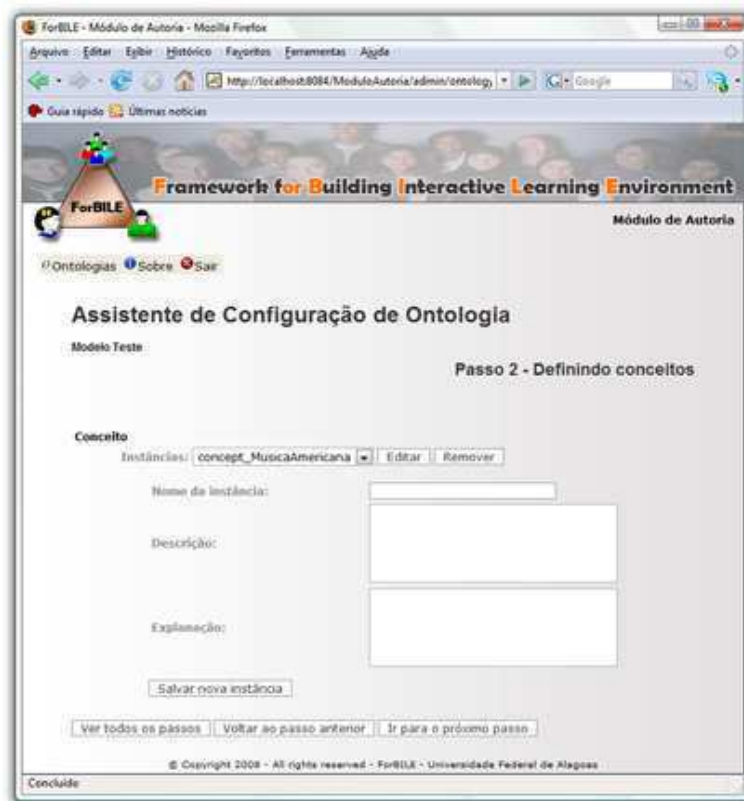 ForBILE - Módulo de Autoria - Mozilla Firefox
Arquivo Editar Exibir Histórico Favoritos Ferramentas Ajuda
http://localhost:8084/ModuloAutoria/admin/ontology
Google
Guia rápido Últimas notícias
Framework for Building Interactive Learning Environment
ForBILE
Módulo de Autoria
Ontologias Sobre Sair
Assistente de Configuração de Ontologia
Modelo Teste
Passo 2 - Definindo conceitos
Conceito
Instâncias: concept_MusicaAmericana Editar Remover
Nome da instância:
Descrição:
Explanação:
Salvar nova instância
Ver todos os passos Voltar ao passo anterior Ir para o próximo passo
© Copyright 2008 - All rights reserved - ForBILE - Universidade Federal de Alagoas
Concluído